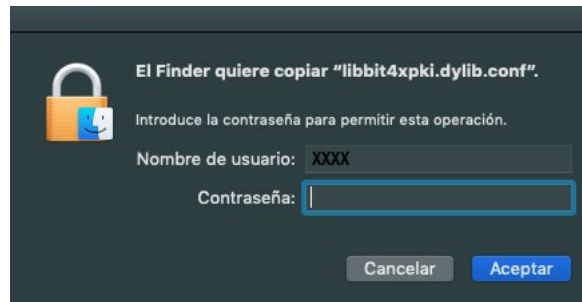 El Finder quiere copiar “libbit4xpki.dylib.conf”.
Introduce la contraseña para permitir esta operación.
Nombre de usuario: XXXX
Contraseña:
Cancelar Aceptar